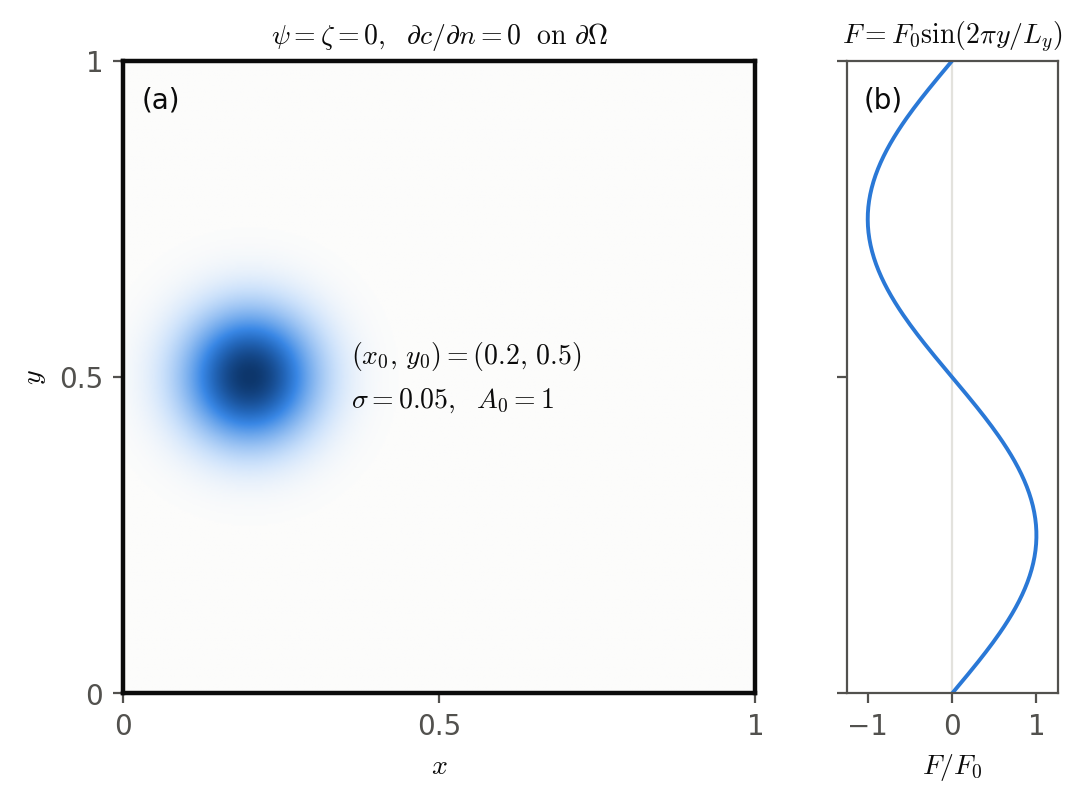 ψ = ζ = 0, ∂c/∂n = 0 on ∂Ω
F = F₀sin(2πy/L_y)
1
(a)
(b)
(x₀, y₀) = (0.2, 0.5)
y
0.5
σ = 0.05, A₀ = 1
0
0
0.5
1
−1
0
1
x
F/F₀